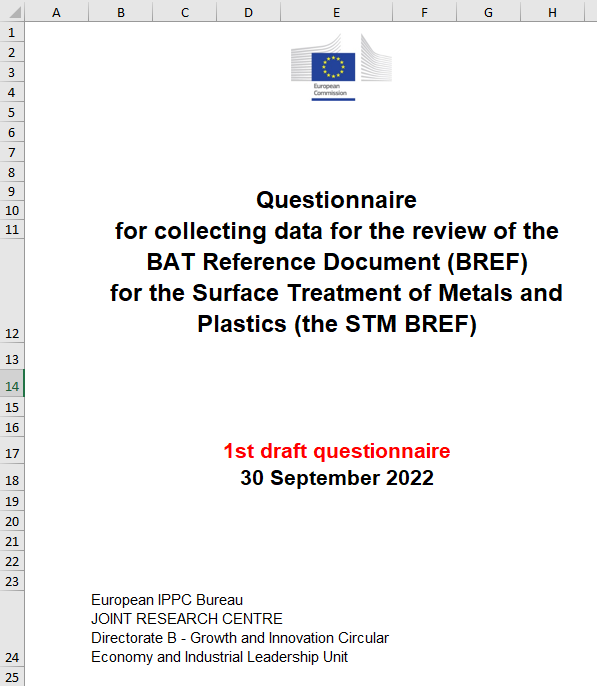 A B C D E F G H
1
2
3
4
5
6
7
8
9
10
11
12
13
14
15
16
17
18
19
20
21
22
23
24
25
European
Commission
Questionnaire
for collecting data for the review of the
BAT Reference Document (BREF)
for the Surface Treatment of Metals and
Plastics (the STM BREF)
1st draft questionnaire
30 September 2022
European IPPC Bureau
JOINT RESEARCH CENTRE
Directorate B - Growth and Innovation Circular
Economy and Industrial Leadership Unit